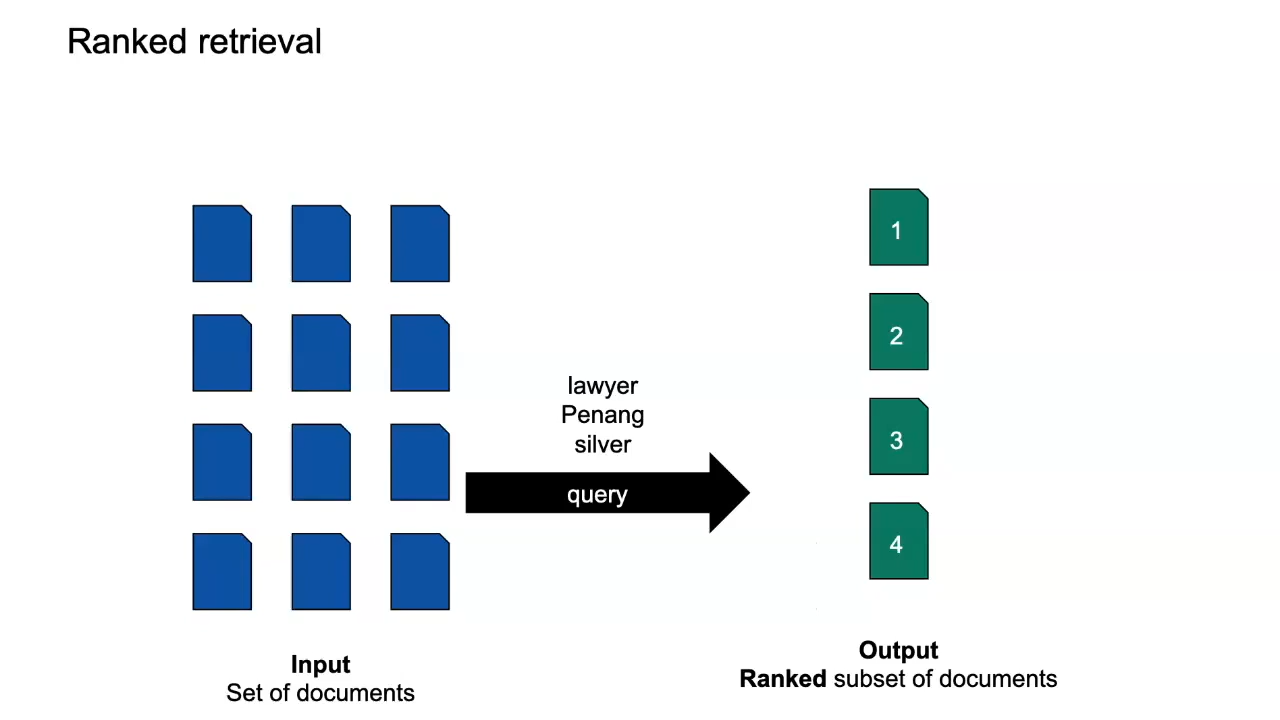 Ranked retrieval
lawyer
Penang
silver
query
1
2
3
4
Input
Set of documents
Output
Ranked subset of documents